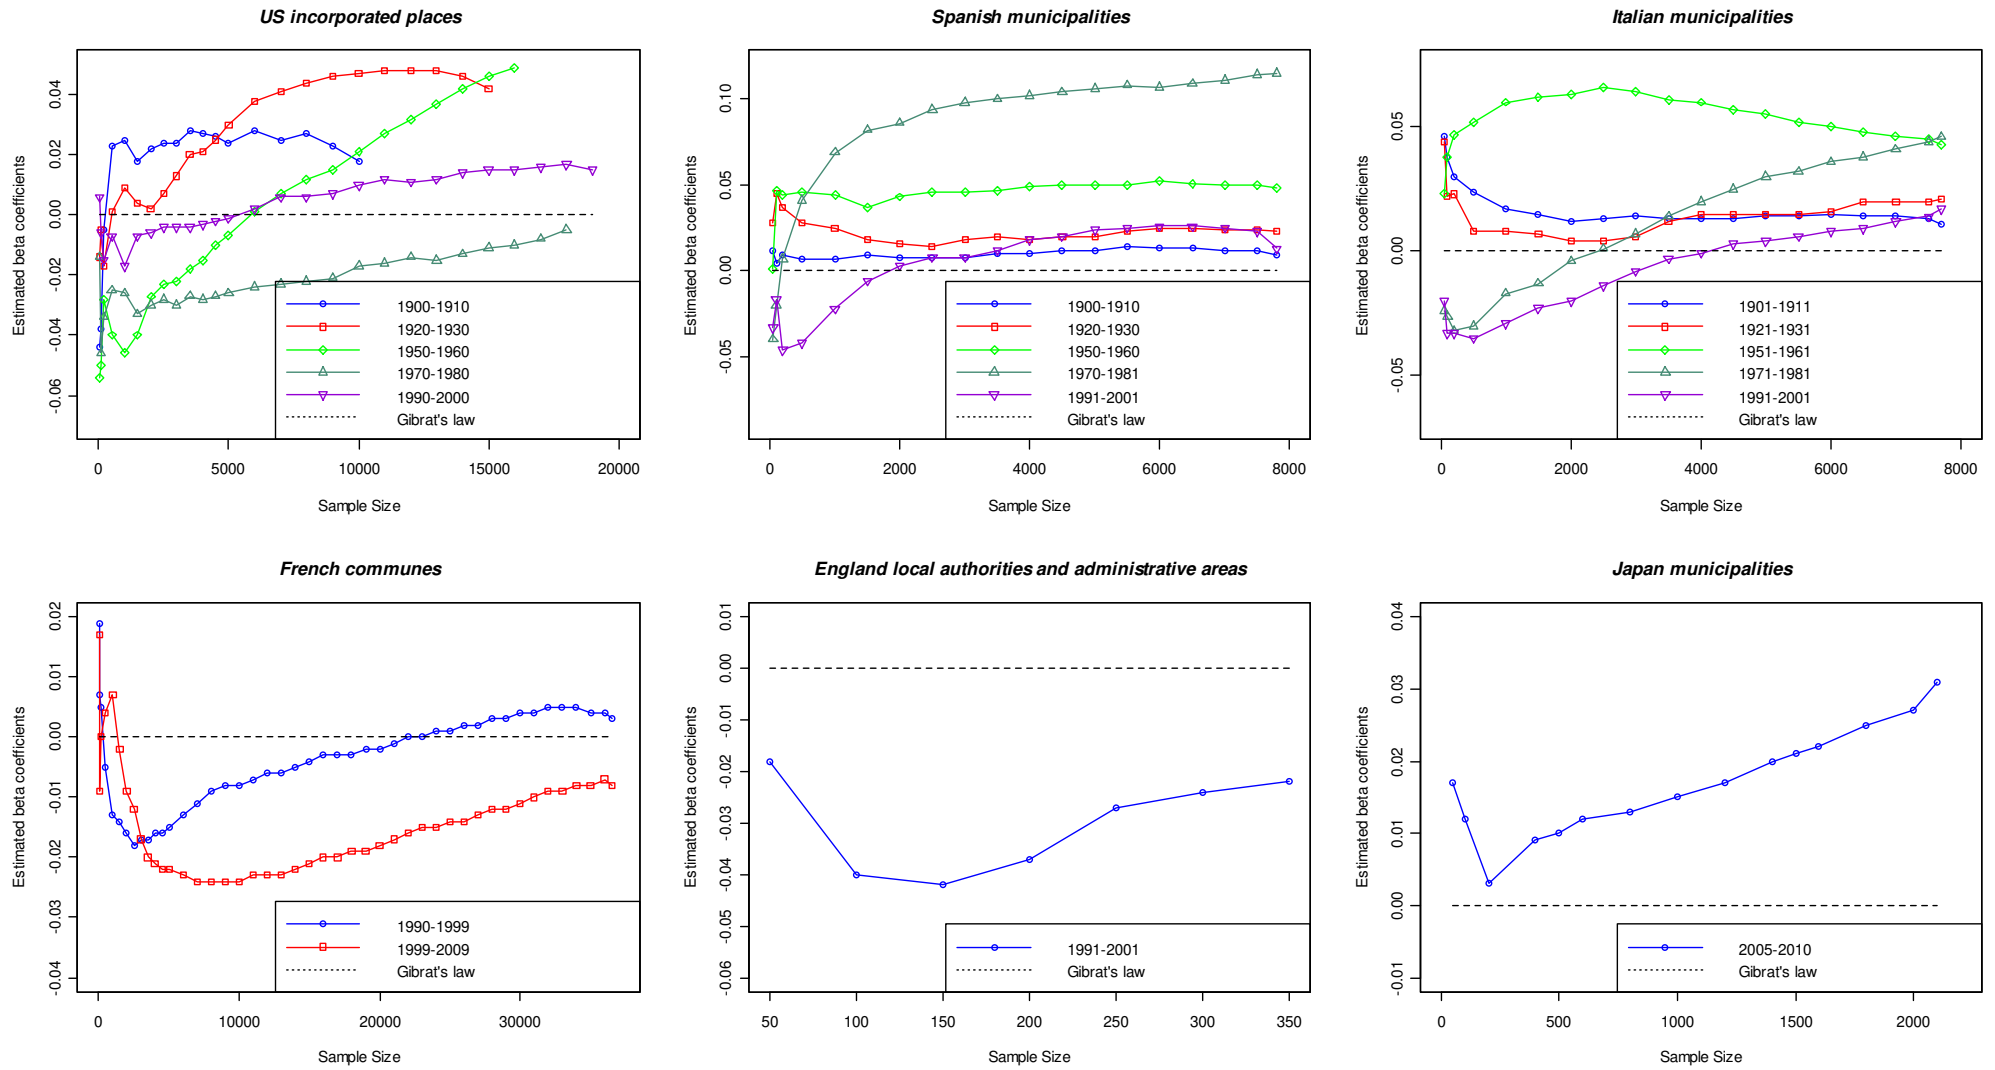 US incorporated places
Estimated beta coefficients
0.04
0.02
0.00
-0.02
-0.04
-0.06
1900-1910
1920-1930
1950-1960
1970-1980
1990-2000
Gibrat's law
0 5000 10000 15000 20000
Sample Size
Spanish municipalities
Estimated beta coefficients
0.10
0.05
0.00
-0.05
1900-1910
1920-1930
1950-1960
1970-1981
1991-2001
Gibrat's law
0 2000 4000 6000 8000
Sample Size
Italian municipalities
Estimated beta coefficients
0.05
0.00
-0.05
1901-1911
1921-1931
1951-1961
1971-1981
1991-2001
Gibrat's law
0 2000 4000 6000 8000
Sample Size
French communes
Estimated beta coefficients
0.02
0.01
0.00
-0.01
-0.02
-0.03
-0.04
1990-1999
1999-2009
Gibrat's law
0 10000 20000 30000
Sample Size
England local authorities and administrative areas
Estimated beta coefficients
0.01
0.00
-0.01
-0.02
-0.03
-0.04
-0.05
-0.06
1991-2001
Gibrat's law
50 100 150 200 250 300 350
Sample Size
Japan municipalities
Estimated beta coefficients
0.04
0.03
0.02
0.01
0.00
-0.01
2005-2010
Gibrat's law
0 500 1000 1500 2000
Sample Size